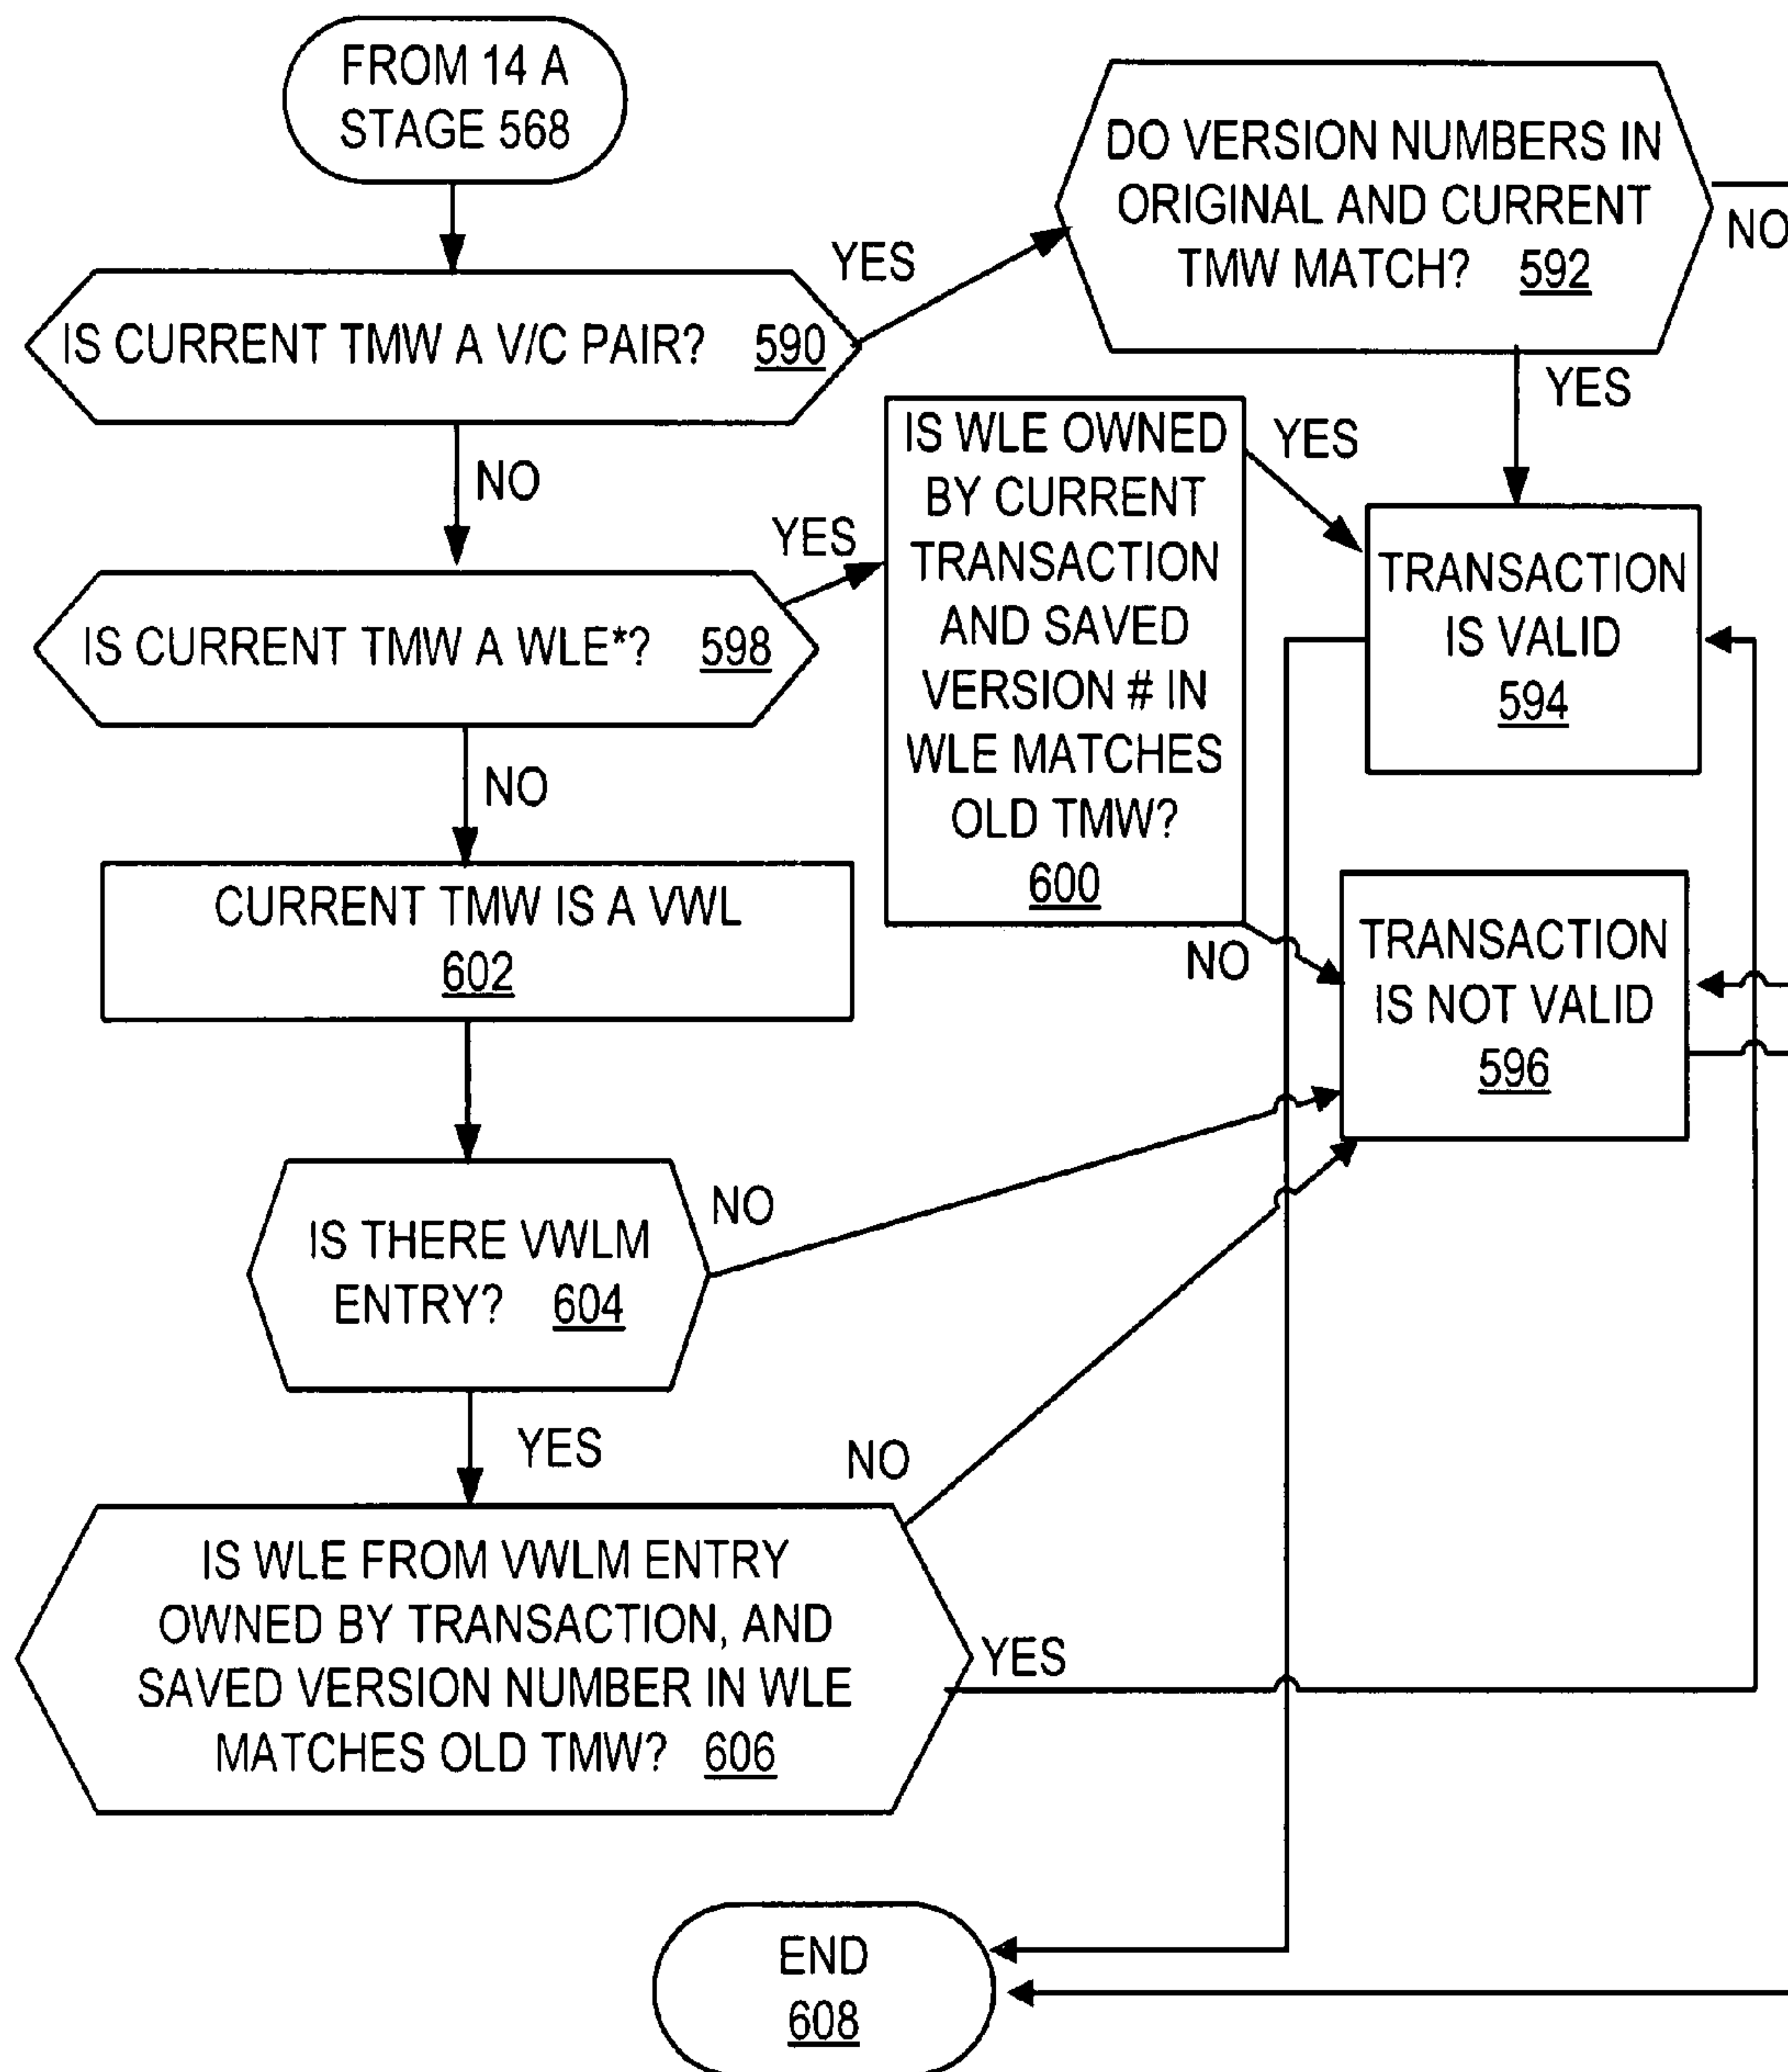 FROM 14 A
STAGE 568
DO VERSION NUMBERS IN
ORIGINAL AND CURRENT
TMW MATCH? 592
NO
YES
IS CURRENT TMW A V/C PAIR? 590
YES
NO
IS WLE OWNED
BY CURRENT
TRANSACTION
AND SAVED
VERSION # IN
WLE MATCHES
OLD TMW?
600
YES
NO
TRANSACTION
IS VALID
594
YES
IS CURRENT TMW A WLE*? 598
NO
CURRENT TMW IS A VWL
602
TRANSACTION
IS NOT VALID
596
IS THERE VWLM
ENTRY? 604
NO
YES
NO
IS WLE FROM VWLM ENTRY
OWNED BY TRANSACTION, AND
SAVED VERSION NUMBER IN WLE
MATCHES OLD TMW? 606
YES
END
608